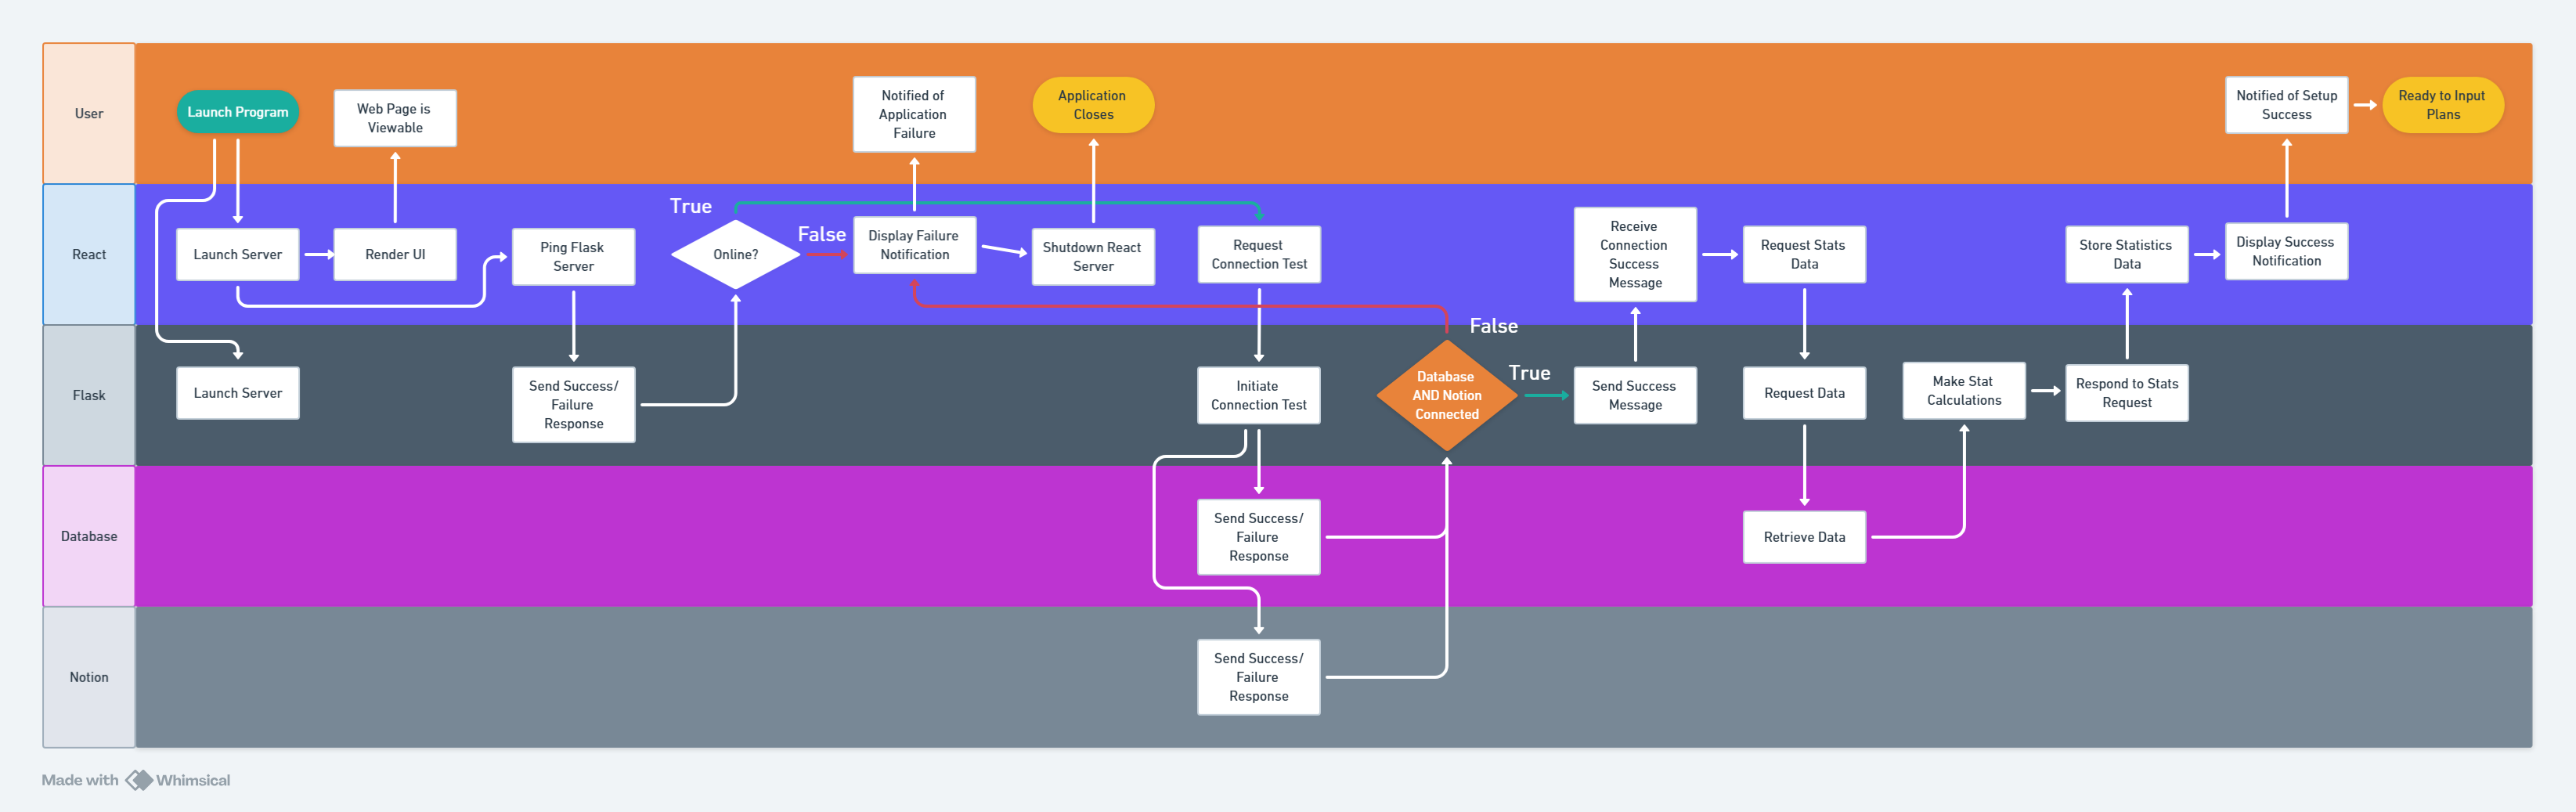 User
Launch Program
Web Page is
Viewable
Notified of
Application
Failure
Application
Closes
Notified of Setup
Success
Ready to Input
Plans
React
Launch Server
Render UI
Ping Flask
Server
True
Online?
False
Display Failure
Notification
Shutdown React
Server
Request
Connection Test
Receive
Connection
Success
Message
Request Stats
Data
Store Statistics
Data
Display Success
Notification
Flask
Launch Server
Send Success/
Failure
Response
Initiate
Connection Test
False
Database
AND Notion
Connected
True
Send Success
Message
Request Data
Make Stat
Calculations
Respond to Stats
Request
Database
Send Success/
Failure
Response
Retrieve Data
Notion
Send Success/
Failure
Response
Made with Whimsical